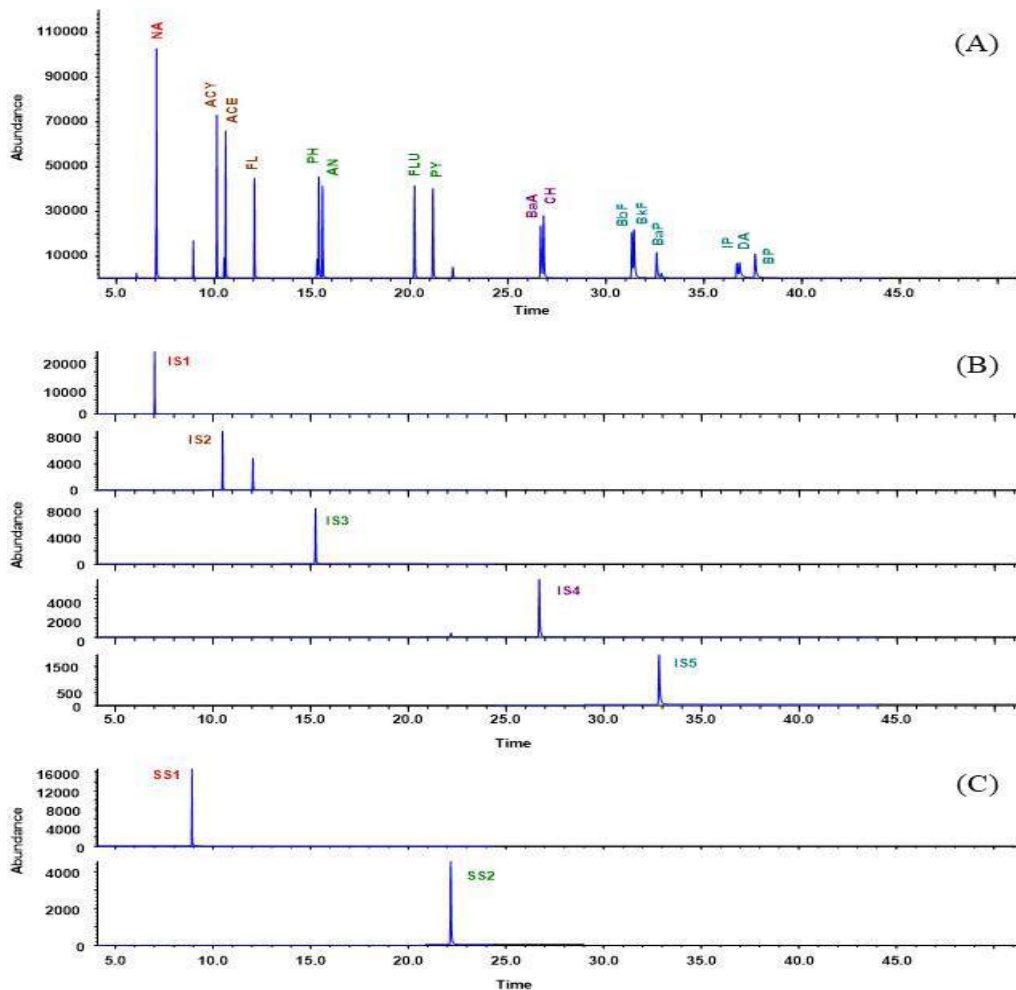 (A)
Abundance
110000
90000
70000
50000
30000
10000
NA
ACY
ACE
FL
PH
AN
FLU
PY
BaA
CH
BbF
BkF
BaP
IP
DA
BP
5.0 10.0 15.0 20.0 25.0 30.0 35.0 40.0 45.0
Time
(B)
Abundance
20000
10000
0
IS1
8000
4000
0
IS2
Abundance
8000
4000
0
IS3
4000
2000
0
IS4
1500
500
0
IS5
5.0 10.0 15.0 20.0 25.0 30.0 35.0 40.0 45.0
Time
(C)
Abundance
16000
12000
8000
4000
0
SS1
4000
2000
0
SS2
5.0 10.0 15.0 20.0 25.0 30.0 35.0 40.0 45.0
Time